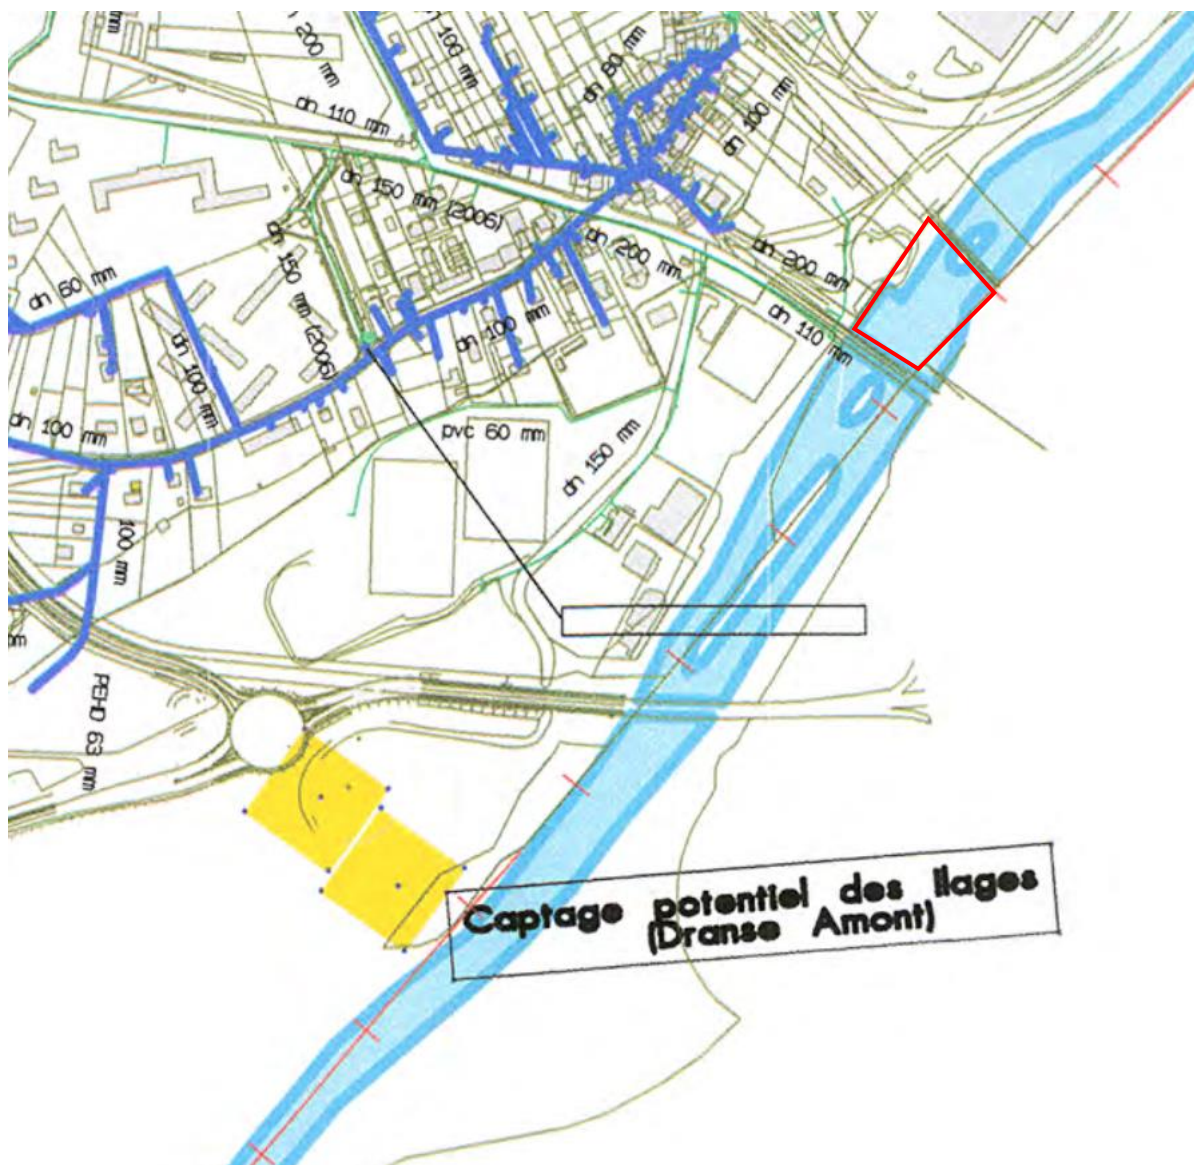 200 mm
100 mm
dn 80 mm
dn 110 mm
dn 100 mm
dn 150 mm (2006)
dn 200 mm
dn 200 mm
dn 150 mm (2006)
dn 60 mm
dn 110 mm
dn 100 mm
dn 100 mm
dn 100 mm
pvc 60 mm
dn 150 mm
100 mm
PEHD 63 mm
Captage potentiel des Ilages
(Dranse Amont)